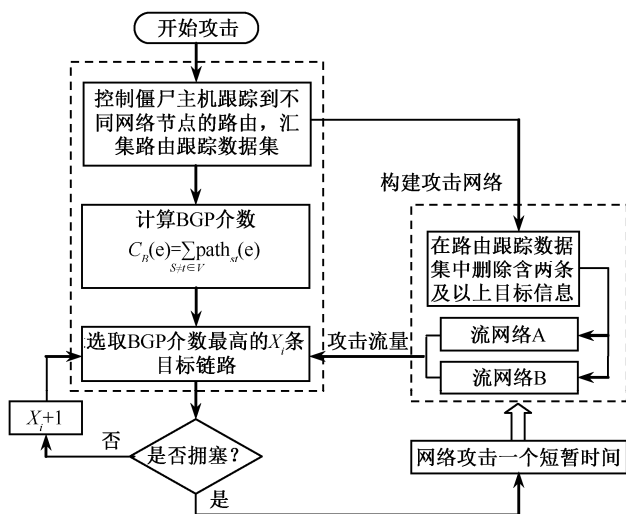 开始攻击
控制僵尸主机跟踪到不
同网络节点的路由，汇
集路由跟踪数据集
构建攻击网络
计算BGP介数
C_B(e)=∑path_{st}(e)
S≠t∈V
在路由跟踪数据
集中删除含两条
及以上目标信息
选取BGP介数最高的X_i条
目标链路
攻击流量
流网络A
流网络B
X_i+1
否
是否拥塞？
网络攻击一个短暂时间
是